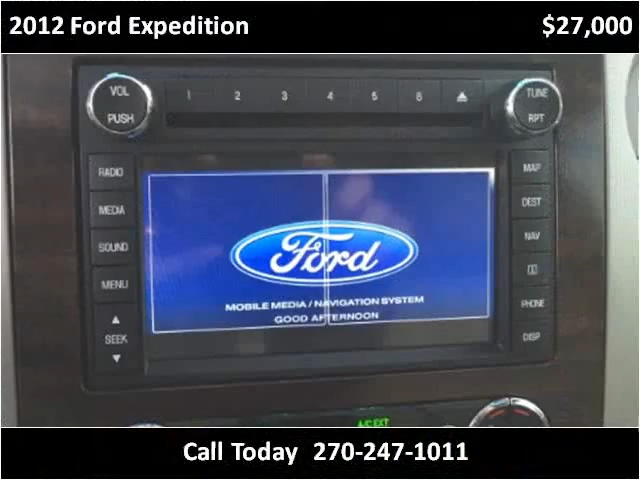 2012 Ford Expedition $27,000
VOL
PUSH
1 2 3 4 5 6
TUNE
RPT
RADIO
MEDIA
SOUND
MENU
SEEK
MAP
DEST
NAV
PHONE
DISP
Ford
MOBILE MEDIA / NAVIGATION SYSTEM
GOOD AFTERNOON
A/C EXT
Call Today 270-247-1011